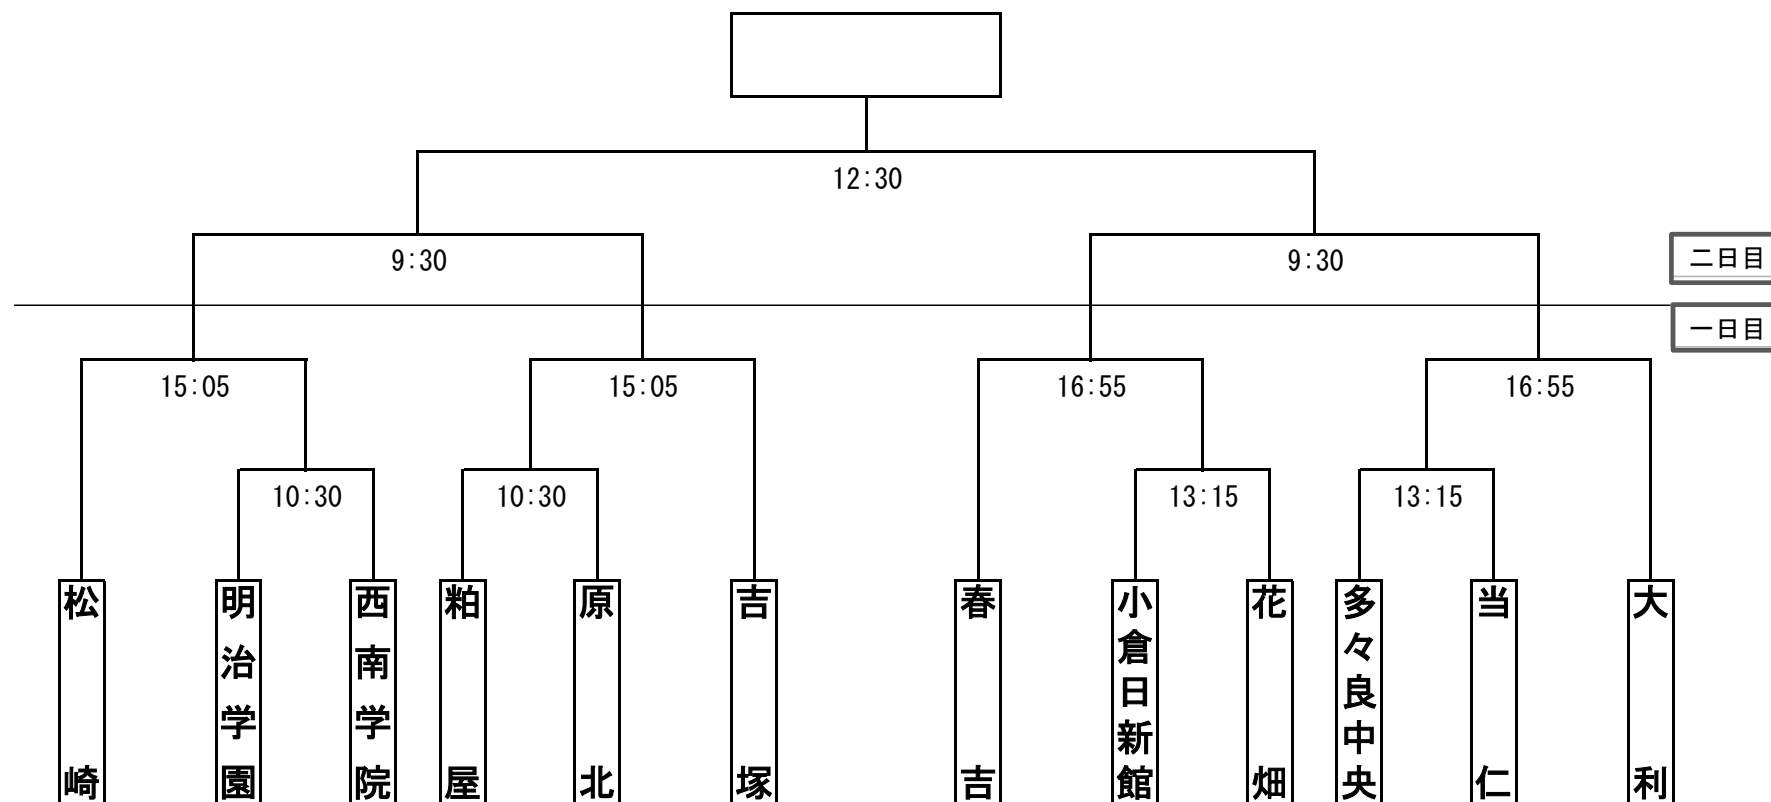 12:30
9:30
9:30
二日目
一日目
15:05
15:05
16:55
16:55
10:30
10:30
13:15
13:15
松崎
明治学園
西南学院
粕屋
原北
吉塚
春吉
小倉日新館
花畑
多々良中央
当仁
大利